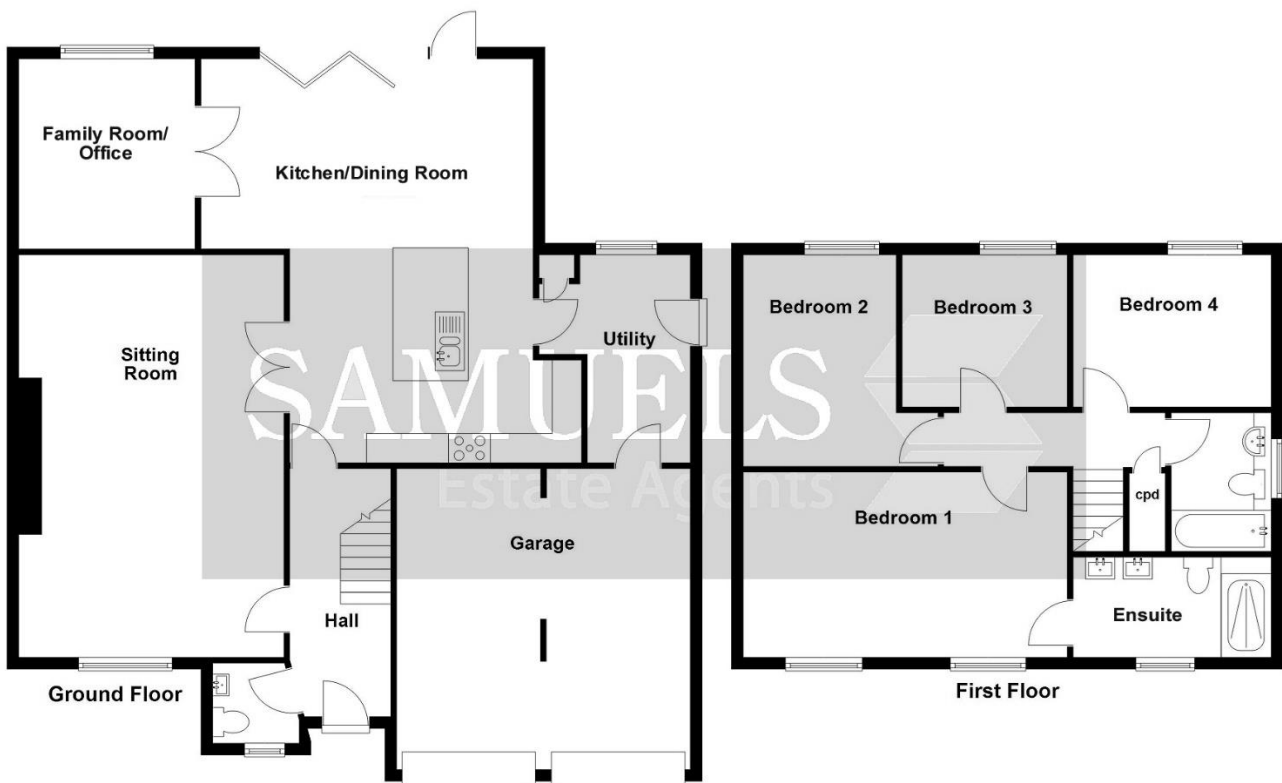 Family Room/
Office
Kitchen/Dining Room
Sitting
Room
Utility
Bedroom 2
Bedroom 3
Bedroom 4
SAMUELS
Estate Agents
cpd
Bedroom 1
Garage
Hall
Ensuite
Ground Floor
First Floor